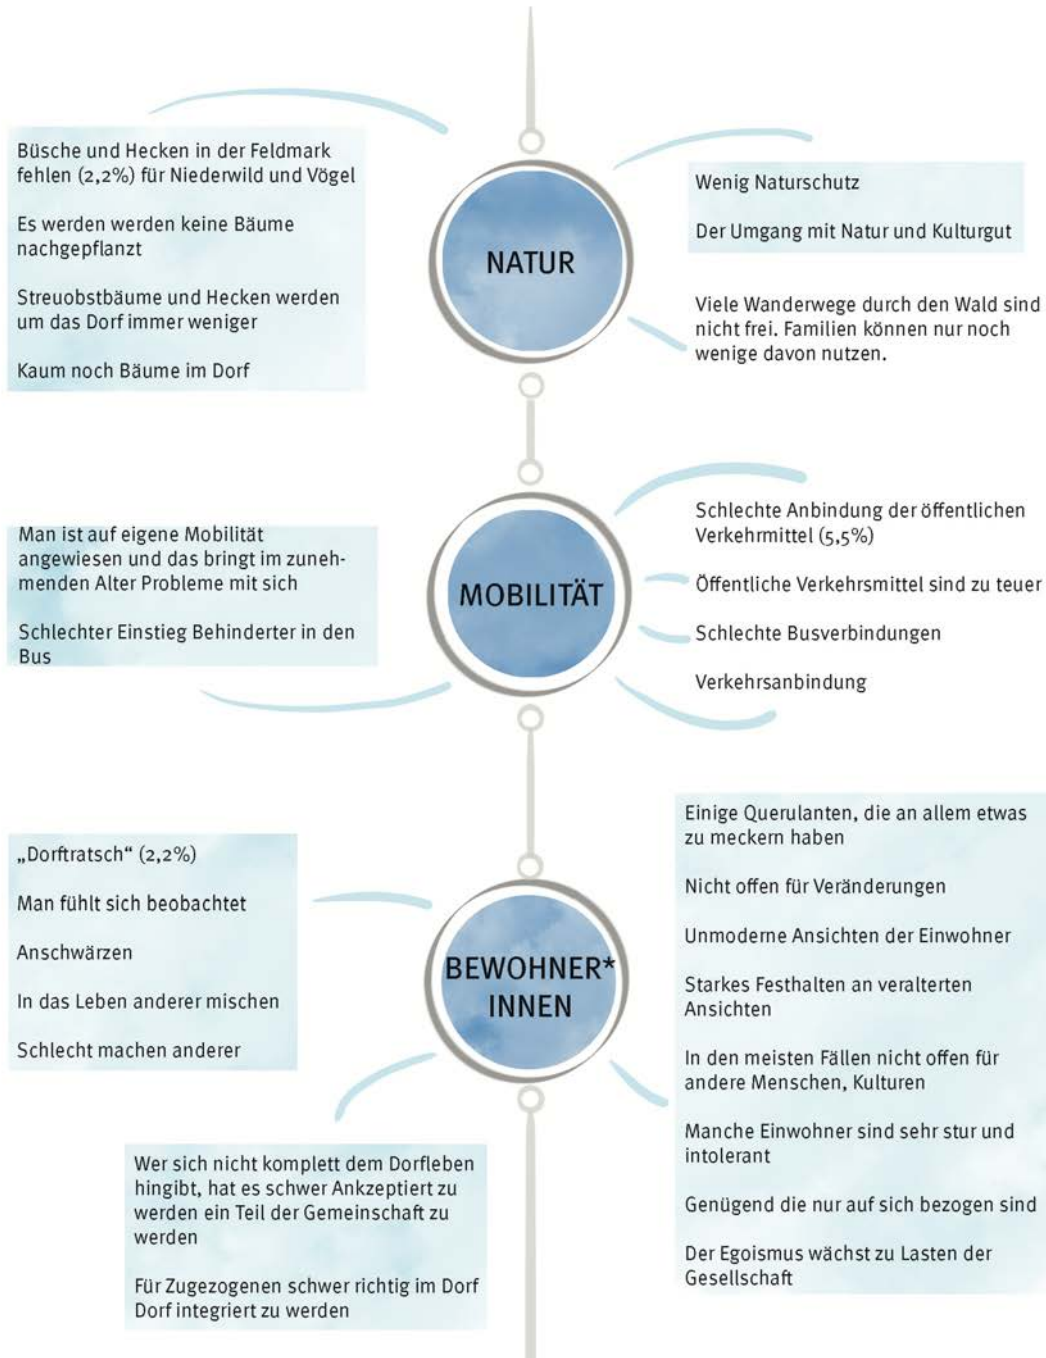 NATUR
Büsche und Hecken in der Feldmark
fehlen (2,2%) für Niederwild und Vögel
Es werden werden keine Bäume
nachgepflanzt
Streuobstbäume und Hecken werden
um das Dorf immer weniger
Kaum noch Bäume im Dorf
Wenig Naturschutz
Der Umgang mit Natur und Kulturgut
Viele Wanderwege durch den Wald sind
nicht frei. Familien können nur noch
wenige davon nutzen.
MOBILITÄT
Man ist auf eigene Mobilität
angewiesen und das bringt im zuneh-
menden Alter Probleme mit sich
Schlechter Einstieg Behinderter in den
Bus
Schlechte Anbindung der öffentlichen
Verkehrmittel (5,5%)
Öffentliche Verkehrsmittel sind zu teuer
Schlechte Busverbindungen
Verkehrsanbindung
BEWOHNER*
INNEN
„Dorftratsch“ (2,2%)
Man fühlt sich beobachtet
Anschwärzen
In das Leben anderer mischen
Schlecht machen anderer
Wer sich nicht komplett dem Dorfleben
hingibt, hat es schwer Ankzeptiert zu
werden ein Teil der Gemeinschaft zu
werden
Für Zugezogenen schwer richtig im Dorf
Dorf integriert zu werden
Einige Querulanten, die an allem etwas
zu meckern haben
Nicht offen für Veränderungen
Unmoderne Ansichten der Einwohner
Starkes Festhalten an veralterten
Ansichten
In den meisten Fällen nicht offen für
andere Menschen, Kulturen
Manche Einwohner sind sehr stur und
intolerant
Genügend die nur auf sich bezogen sind
Der Egoismus wächst zu Lasten der
Gesellschaft